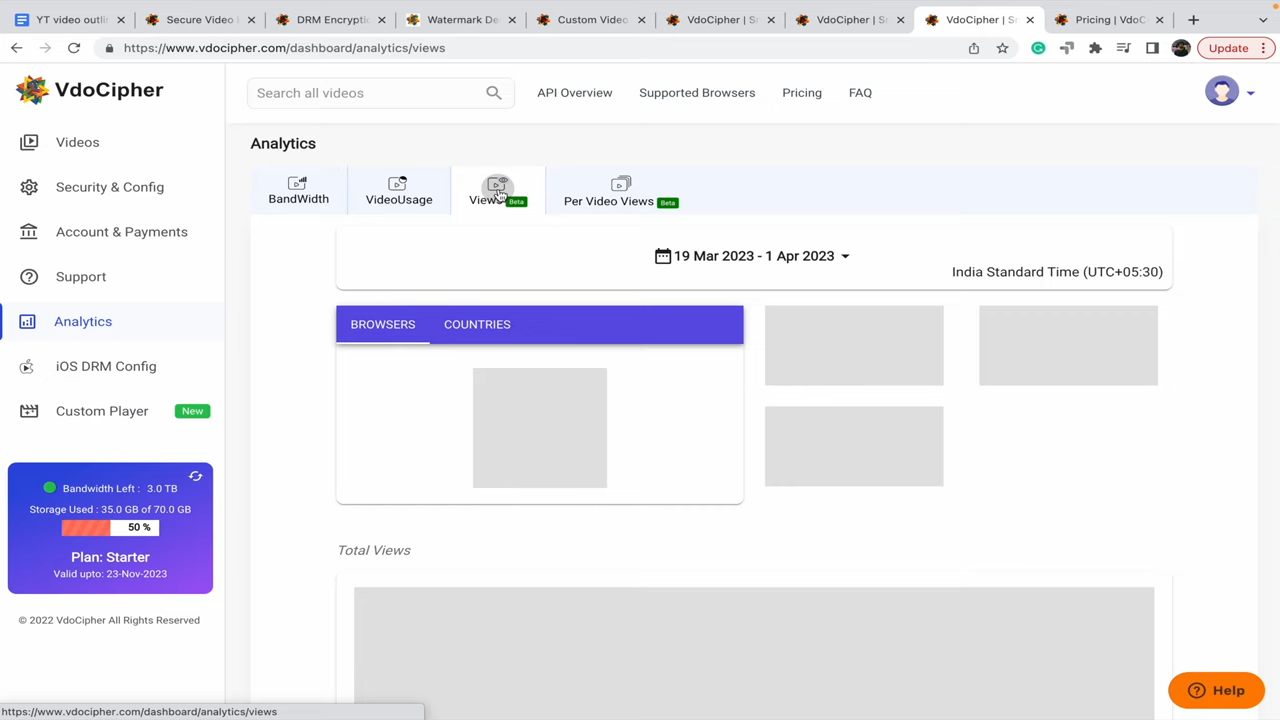 YT video outlin
Secure Video 
DRM Encryptic
Watermark De
Custom Video
VdoCipher | S
VdoCipher | S
VdoCipher | S
Pricing | VdoC
https://www.vdocipher.com/dashboard/analytics/views
Update
VdoCipher
Search all videos
API Overview
Supported Browsers
Pricing
FAQ
Videos
Security & Config
Account & Payments
Support
Analytics
iOS DRM Config
Custom Player
New
Bandwidth Left : 3.0 TB
Storage Used : 35.0 GB of 70.0 GB
50 %
Plan: Starter
Valid upto: 23-Nov-2023
© 2022 VdoCipher All Rights Reserved
Analytics
BandWidth
VideoUsage
Views
Beta
Per Video Views
Beta
19 Mar 2023 - 1 Apr 2023
India Standard Time (UTC+05:30)
BROWSERS
COUNTRIES
Total Views
Help
https://www.vdocipher.com/dashboard/analytics/views